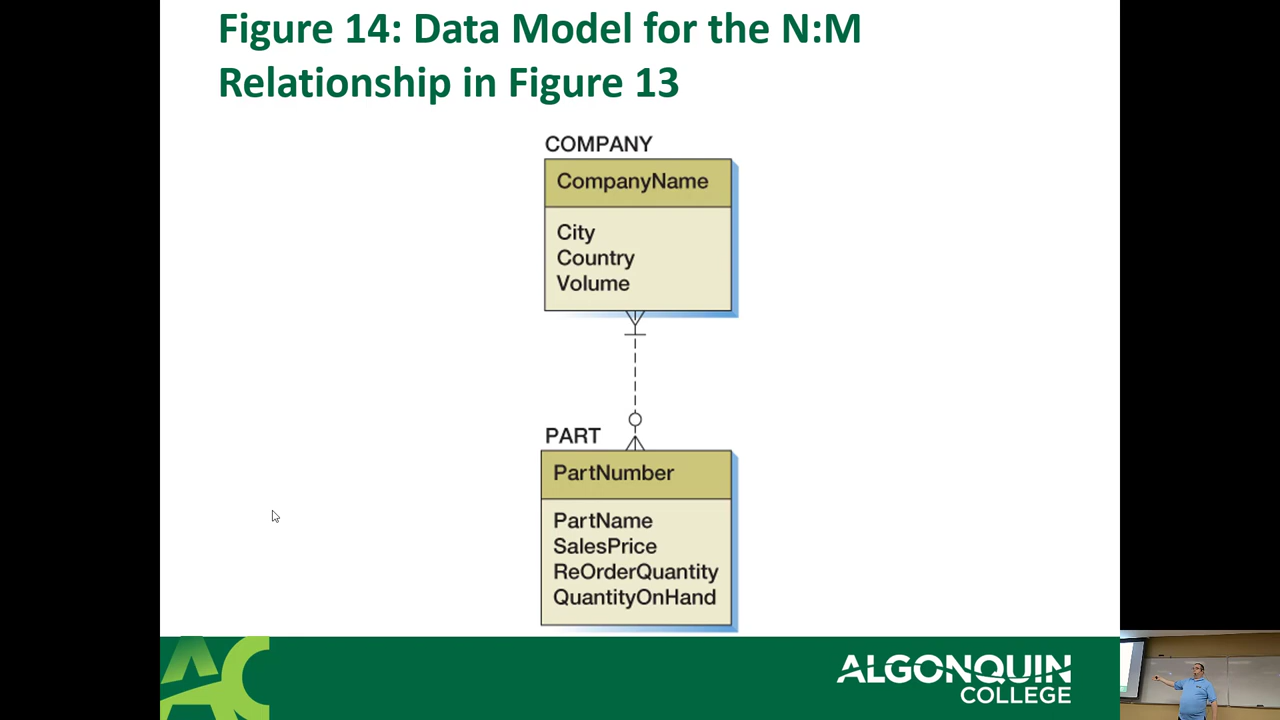 Figure 14: Data Model for the N:M
Relationship in Figure 13
COMPANY
CompanyName
City
Country
Volume
PART
PartNumber
PartName
SalesPrice
ReOrderQuantity
QuantityOnHand
AC
ALGONQUIN
COLLEGE